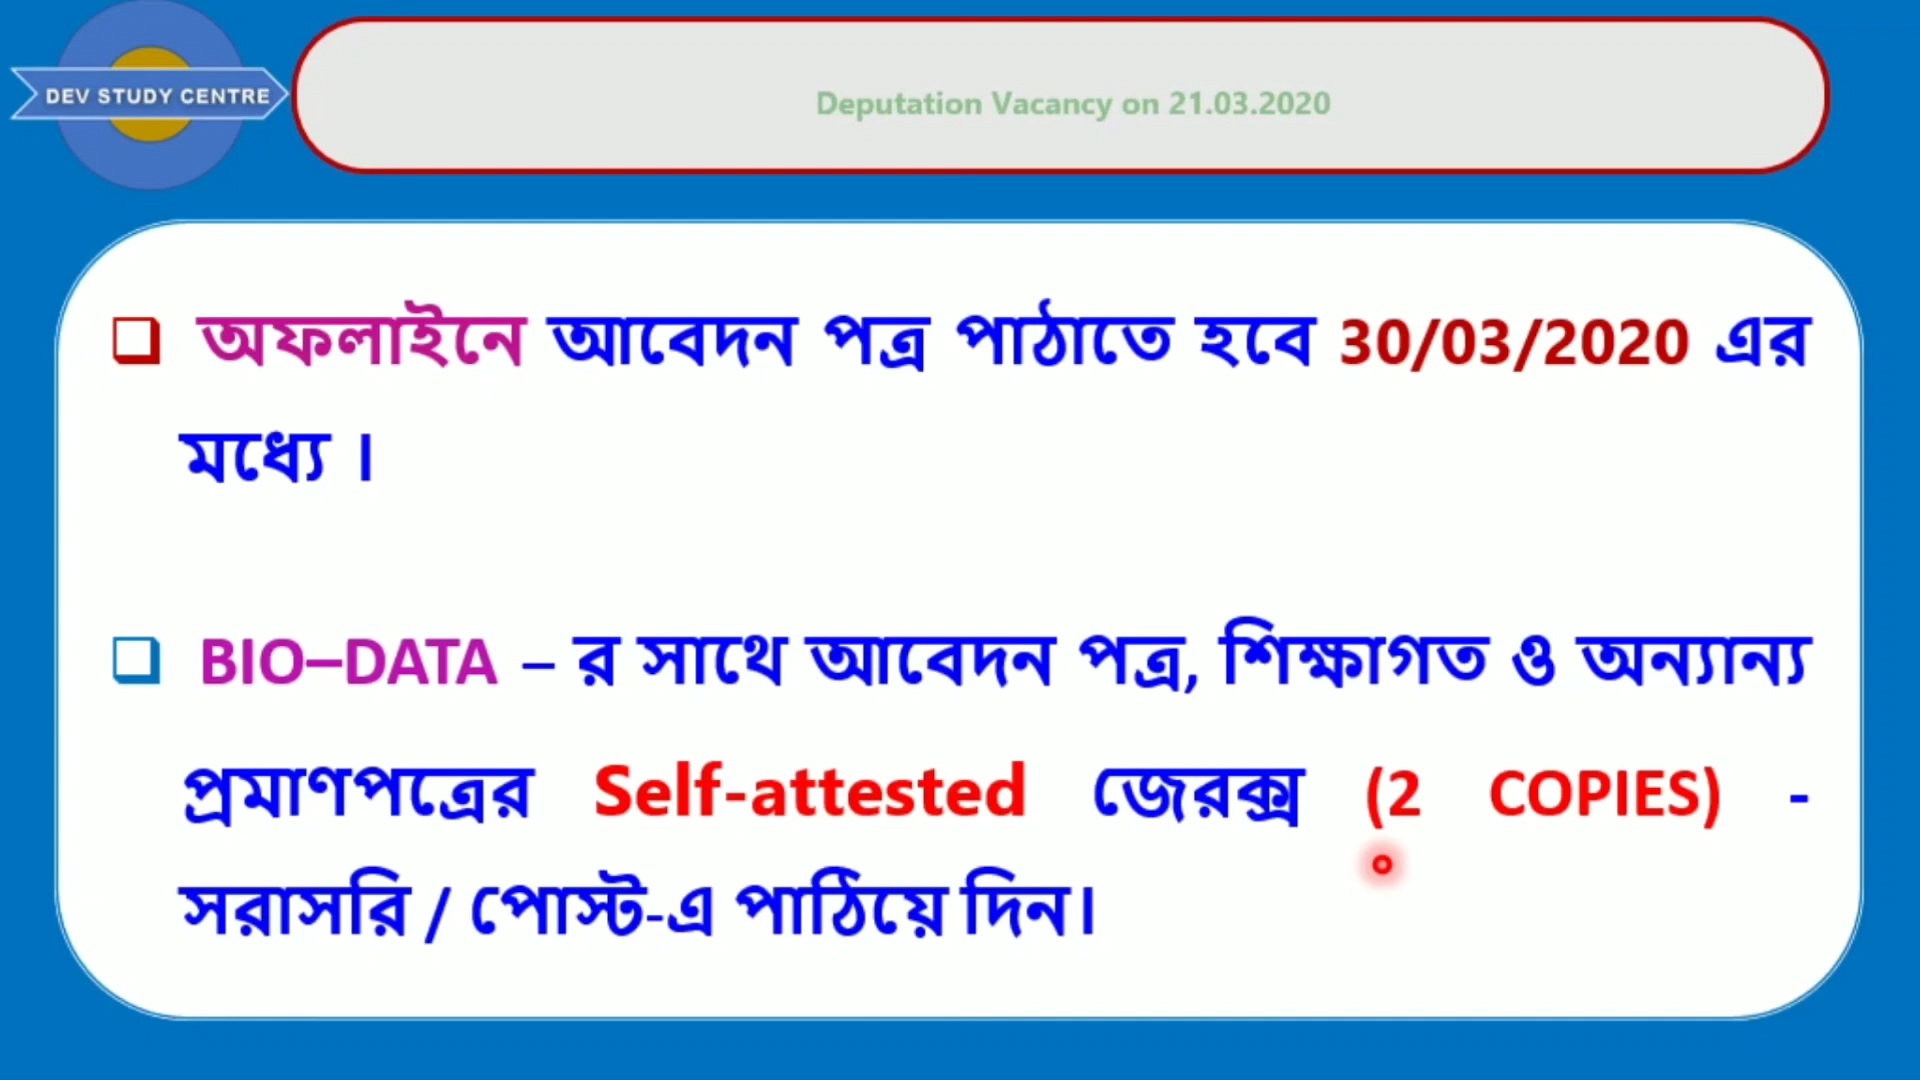 DEV STUDY CENTRE
Deputation Vacancy on 21.03.2020
অফলাইনে আবেদন পত্র পাঠাতে হবে 30/03/2020 এর
মধ্যে ।
BIO–DATA – র সাথে আবেদন পত্র, শিক্ষাগত ও অন্যান্য
প্রমাণপত্রের Self-attested জেরক্স (2 COPIES) -
সরাসরি / পোস্ট-এ পাঠিয়ে দিন।